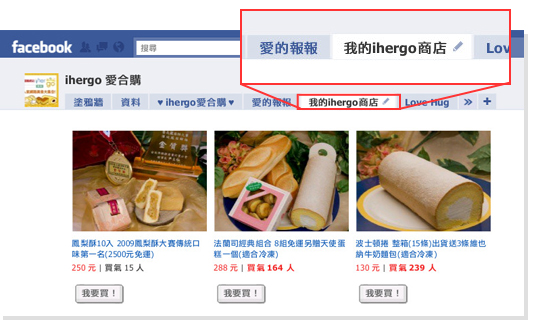 愛的報報
我的ihergo商店
Lov
facebook
搜尋
ihergo 愛合購
塗鴉牆
資料
♥ ihergo愛合購 ♥
愛的報報
我的ihergo商店
Love Hug
»
+
鳳梨酥10入 2009鳳梨酥大賽傳統口
味第一名(2500元免運)
250 元 | 買氣 15 人
我要買！
法蘭司經典組合 8組免運另贈天使蛋
糕一個(適合冷凍)
288 元 | 買氣 164 人
我要買！
波士頓捲 整箱(15條)出貨送3條維也
納牛奶麵包(適合冷凍)
130 元 | 買氣 239 人
我要買！